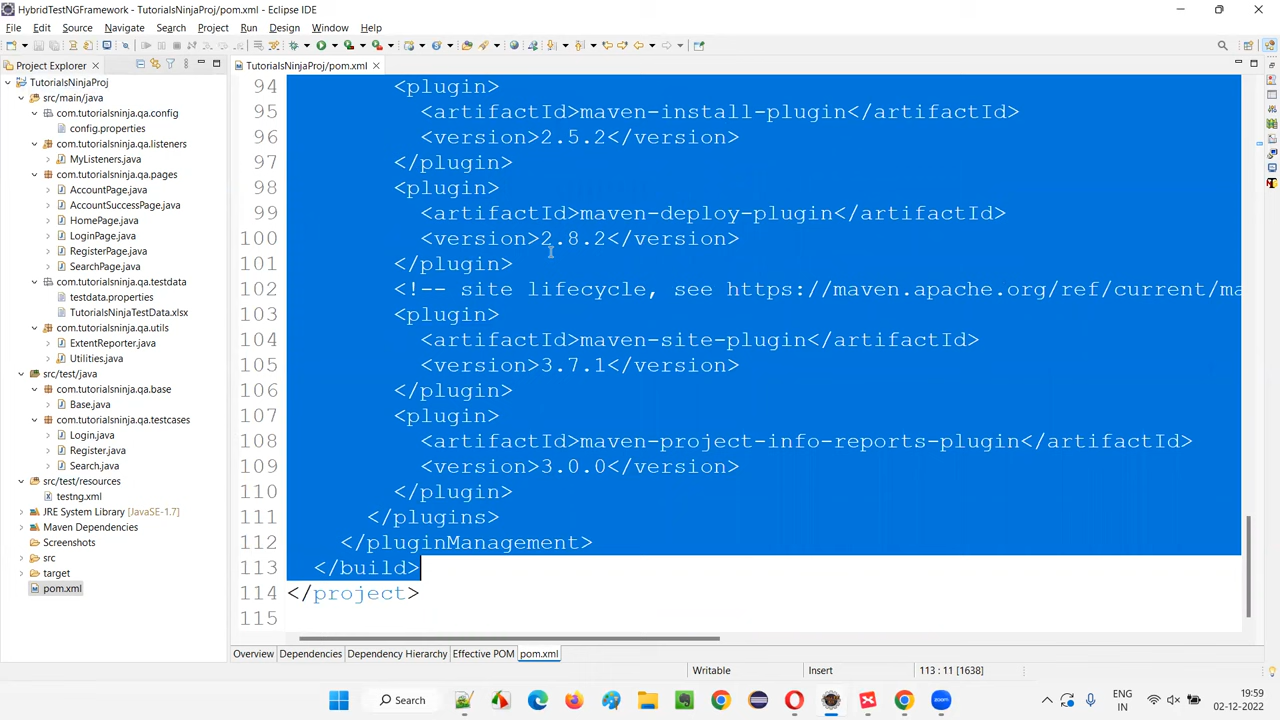 HybridTestNGFramework - TutorialsNinjaProj/pom.xml - Eclipse IDE
File Edit Source Navigate Search Project Run Design Window Help
Project Explorer
TutorialsNinjaProj/pom.xml
TutorialsNinjaProj
src/main/java
com.tutorialsninja.qa.config
config.properties
com.tutorialsninja.qa.listeners
MyListeners.java
com.tutorialsninja.qa.pages
AccountPage.java
AccountSuccessPage.java
HomePage.java
LoginPage.java
RegisterPage.java
SearchPage.java
com.tutorialsninja.qa.testdata
testdata.properties
TutorialsNinjaTestData.xlsx
com.tutorialsninja.qa.utils
ExtentReporter.java
Utilities.java
src/test/java
com.tutorialsninja.qa.base
Base.java
com.tutorialsninja.qa.testcases
Login.java
Register.java
Search.java
src/test/resources
testng.xml
JRE System Library [JavaSE-1.7]
Maven Dependencies
Screenshots
src
target
pom.xml
94 <plugin>
95 <artifactId>maven-install-plugin</artifactId>
96 <version>2.5.2</version>
97 </plugin>
98 <plugin>
99 <artifactId>maven-deploy-plugin</artifactId>
100 <version>2.8.2</version>
101 </plugin>
102 <!-- site lifecycle, see https://maven.apache.org/ref/current/ma
103 <plugin>
104 <artifactId>maven-site-plugin</artifactId>
105 <version>3.7.1</version>
106 </plugin>
107 <plugin>
108 <artifactId>maven-project-info-reports-plugin</artifactId>
109 <version>3.0.0</version>
110 </plugin>
111 </plugins>
112 </pluginManagement>
113 </build>
114 </project>
115
Overview Dependencies Dependency Hierarchy Effective POM pom.xml
Writable Insert 113 : 11 [1638]
Search
ENG
IN
19:59
02-12-2022